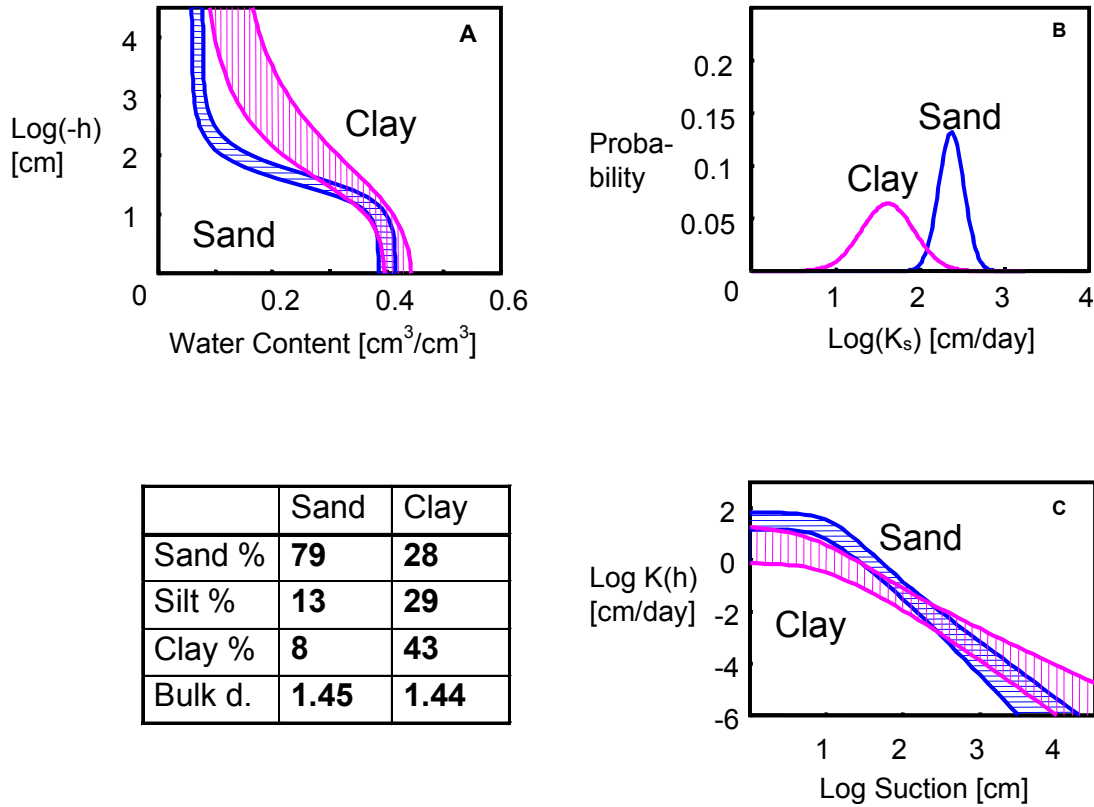 A
4
3
2
1
Log(-h)
[cm]
Clay
Sand
0
0.2
0.4
0.6
Water Content [cm³/cm³]
B
0.2
0.15
0.1
0.05
Proba-
bility
Sand
Clay
0
1
2
3
4
Log(Kₛ) [cm/day]
Sand Clay
Sand % 79 28
Silt % 13 29
Clay % 8 43
Bulk d. 1.45 1.44
C
2
0
-2
-4
-6
Log K(h)
[cm/day]
Sand
Clay
1
2
3
4
Log Suction [cm]